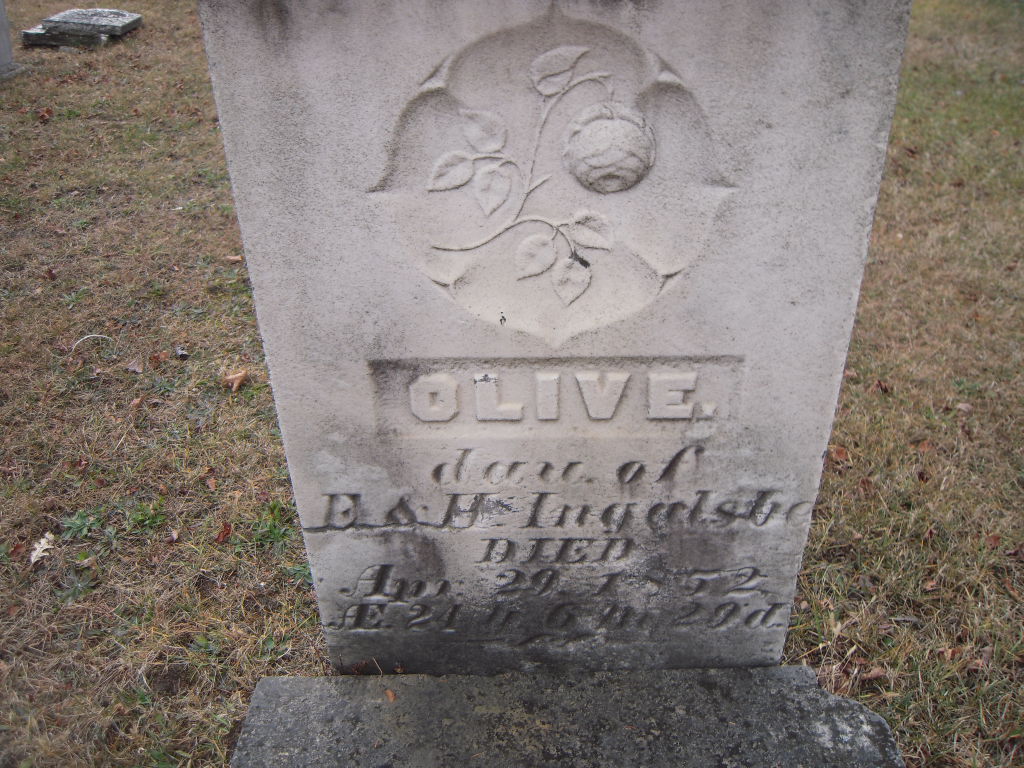 OLIVE.
dau. of
E. & H. Ingalsbe
DIED
Apr. 29, 1852,
Æ. 24 y. 6 m. 29 d.